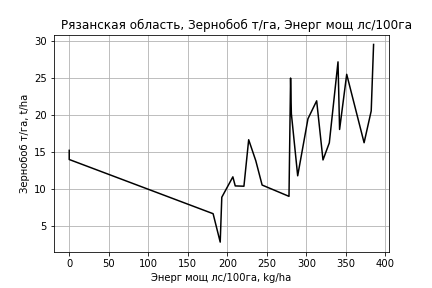 Рязанская область, Зернобоб т/га, Энерг мощ лс/100га
30
25
20
15
10
5
Зернобоб т/га, t/ha
0 50 100 150 200 250 300 350 400
Энерг мощ лс/100га, kg/ha